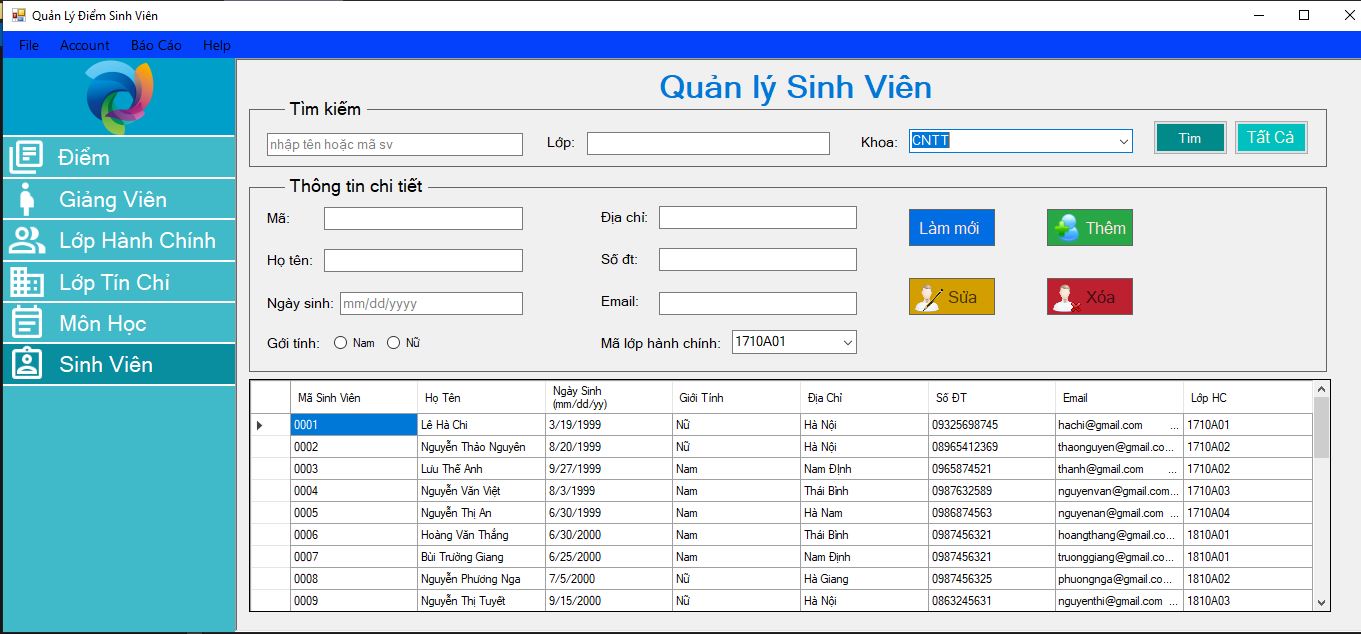 Quản Lý Điểm Sinh Viên
File Account Báo Cáo Help
Quản lý Sinh Viên
Tìm kiếm
nhập tên hoặc mã sv Lớp: Khoa: CNTT Tìm Tất Cả
Điểm
Giảng Viên
Lớp Hành Chính
Lớp Tín Chỉ
Môn Học
Sinh Viên
Thông tin chi tiết
Mã: Địa chỉ: Làm mới Thêm
Họ tên: Số đt:
Ngày sinh: mm/dd/yyyy Email: Sửa Xóa
Gới tính: Nam Nữ Mã lớp hành chính: 1710A01
Mã Sinh Viên Họ Tên Ngày Sinh (mm/dd/yy) Giới Tính Địa Chỉ Số ĐT Email Lớp HC
0001 Lê Hà Chi 3/19/1999 Nữ Hà Nội 09325698745 hachi@gmail.com ... 1710A01
0002 Nguyễn Thảo Nguyên 8/20/1999 Nữ Hà Nội 08965412369 thaonguyen@gmail.co... 1710A02
0003 Lưu Thế Anh 9/27/1999 Nam Nam Định 0965874521 thanh@gmail.com ... 1710A02
0004 Nguyễn Văn Việt 8/3/1999 Nam Thái Bình 0987632589 nguyenvan@gmail.com... 1710A03
0005 Nguyễn Thị An 6/30/1999 Nam Hà Nam 0986874563 nguyenan@gmail.com ... 1710A04
0006 Hoàng Văn Thắng 6/30/2000 Nam Thái Bình 0987456321 hoangthang@gmail.co... 1810A01
0007 Bùi Trường Giang 6/25/2000 Nam Nam Định 0987456321 truonggiang@gmail.co... 1810A01
0008 Nguyễn Phương Nga 7/5/2000 Nữ Hà Giang 0987456325 phuongnga@gmail.co... 1810A02
0009 Nguyễn Thị Tuyết 9/15/2000 Nữ Hà Nội 0863245631 nguyenthi@gmail.com ... 1810A03